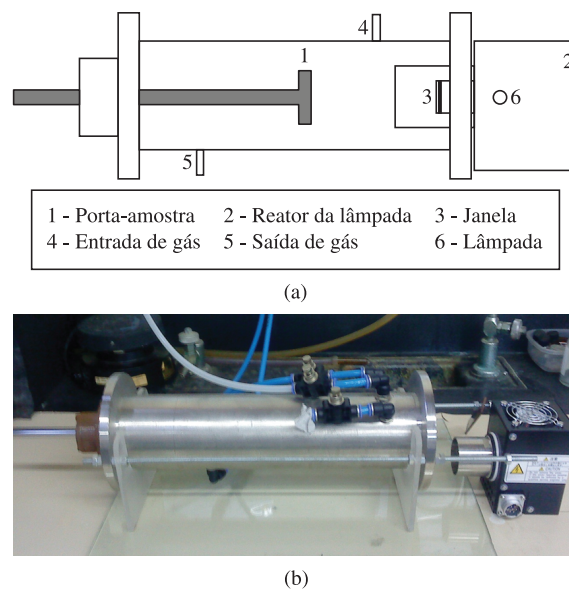 (a)
4
1
2
3
6
5
1 - Porta-amostra 2 - Reator da lâmpada 3 - Janela
4 - Entrada de gás 5 - Saída de gás 6 - Lâmpada
(a)
(b)